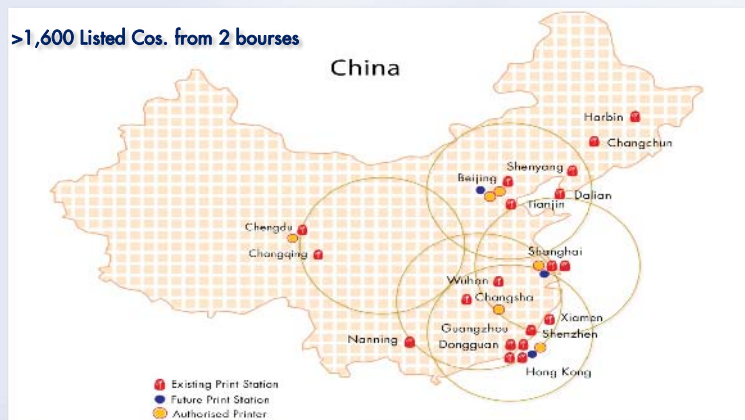 >1,600 Listed Cos. from 2 bourses
China
Harbin
Changchun
Shenyang
Beijing
Dalian
Tianjin
Chengdu
Changqing
Shanghai
Wuhan
Changsha
Xiamen
Guangzhou
Shenzhen
Nanning
Dongguan
Hong Kong
Existing Print Station
Future Print Station
Authorised Printer